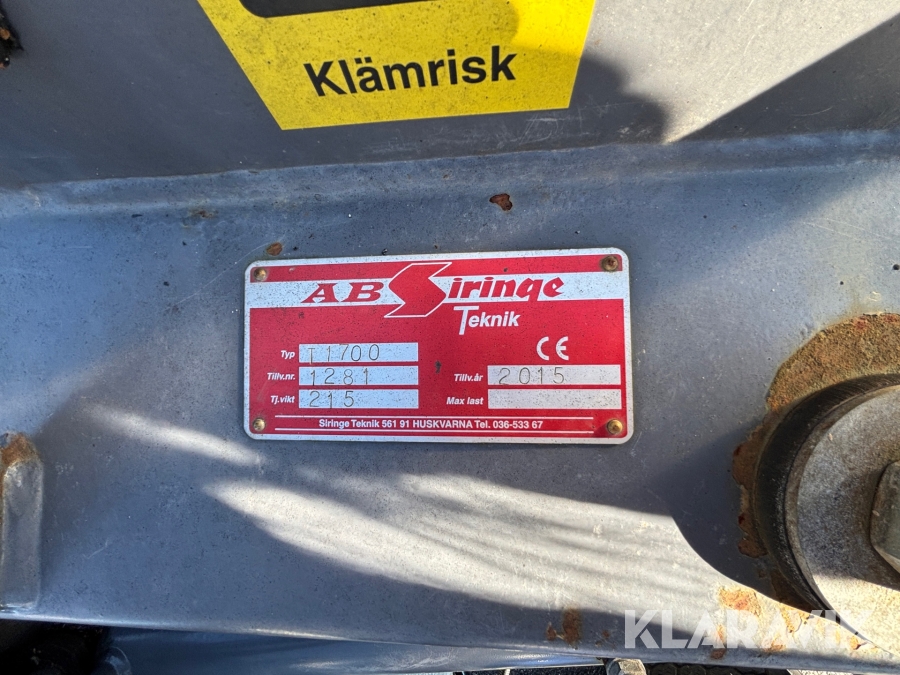 Klämrisk
AB Siringe
Teknik
Typ T1700
CE
Tillv.nr. 1281
Tillv.år 2015
Tj.vikt 215
Max last
Siringe Teknik 561 91 HUSKVARNA Tel. 036-533 67
KLARAVIK